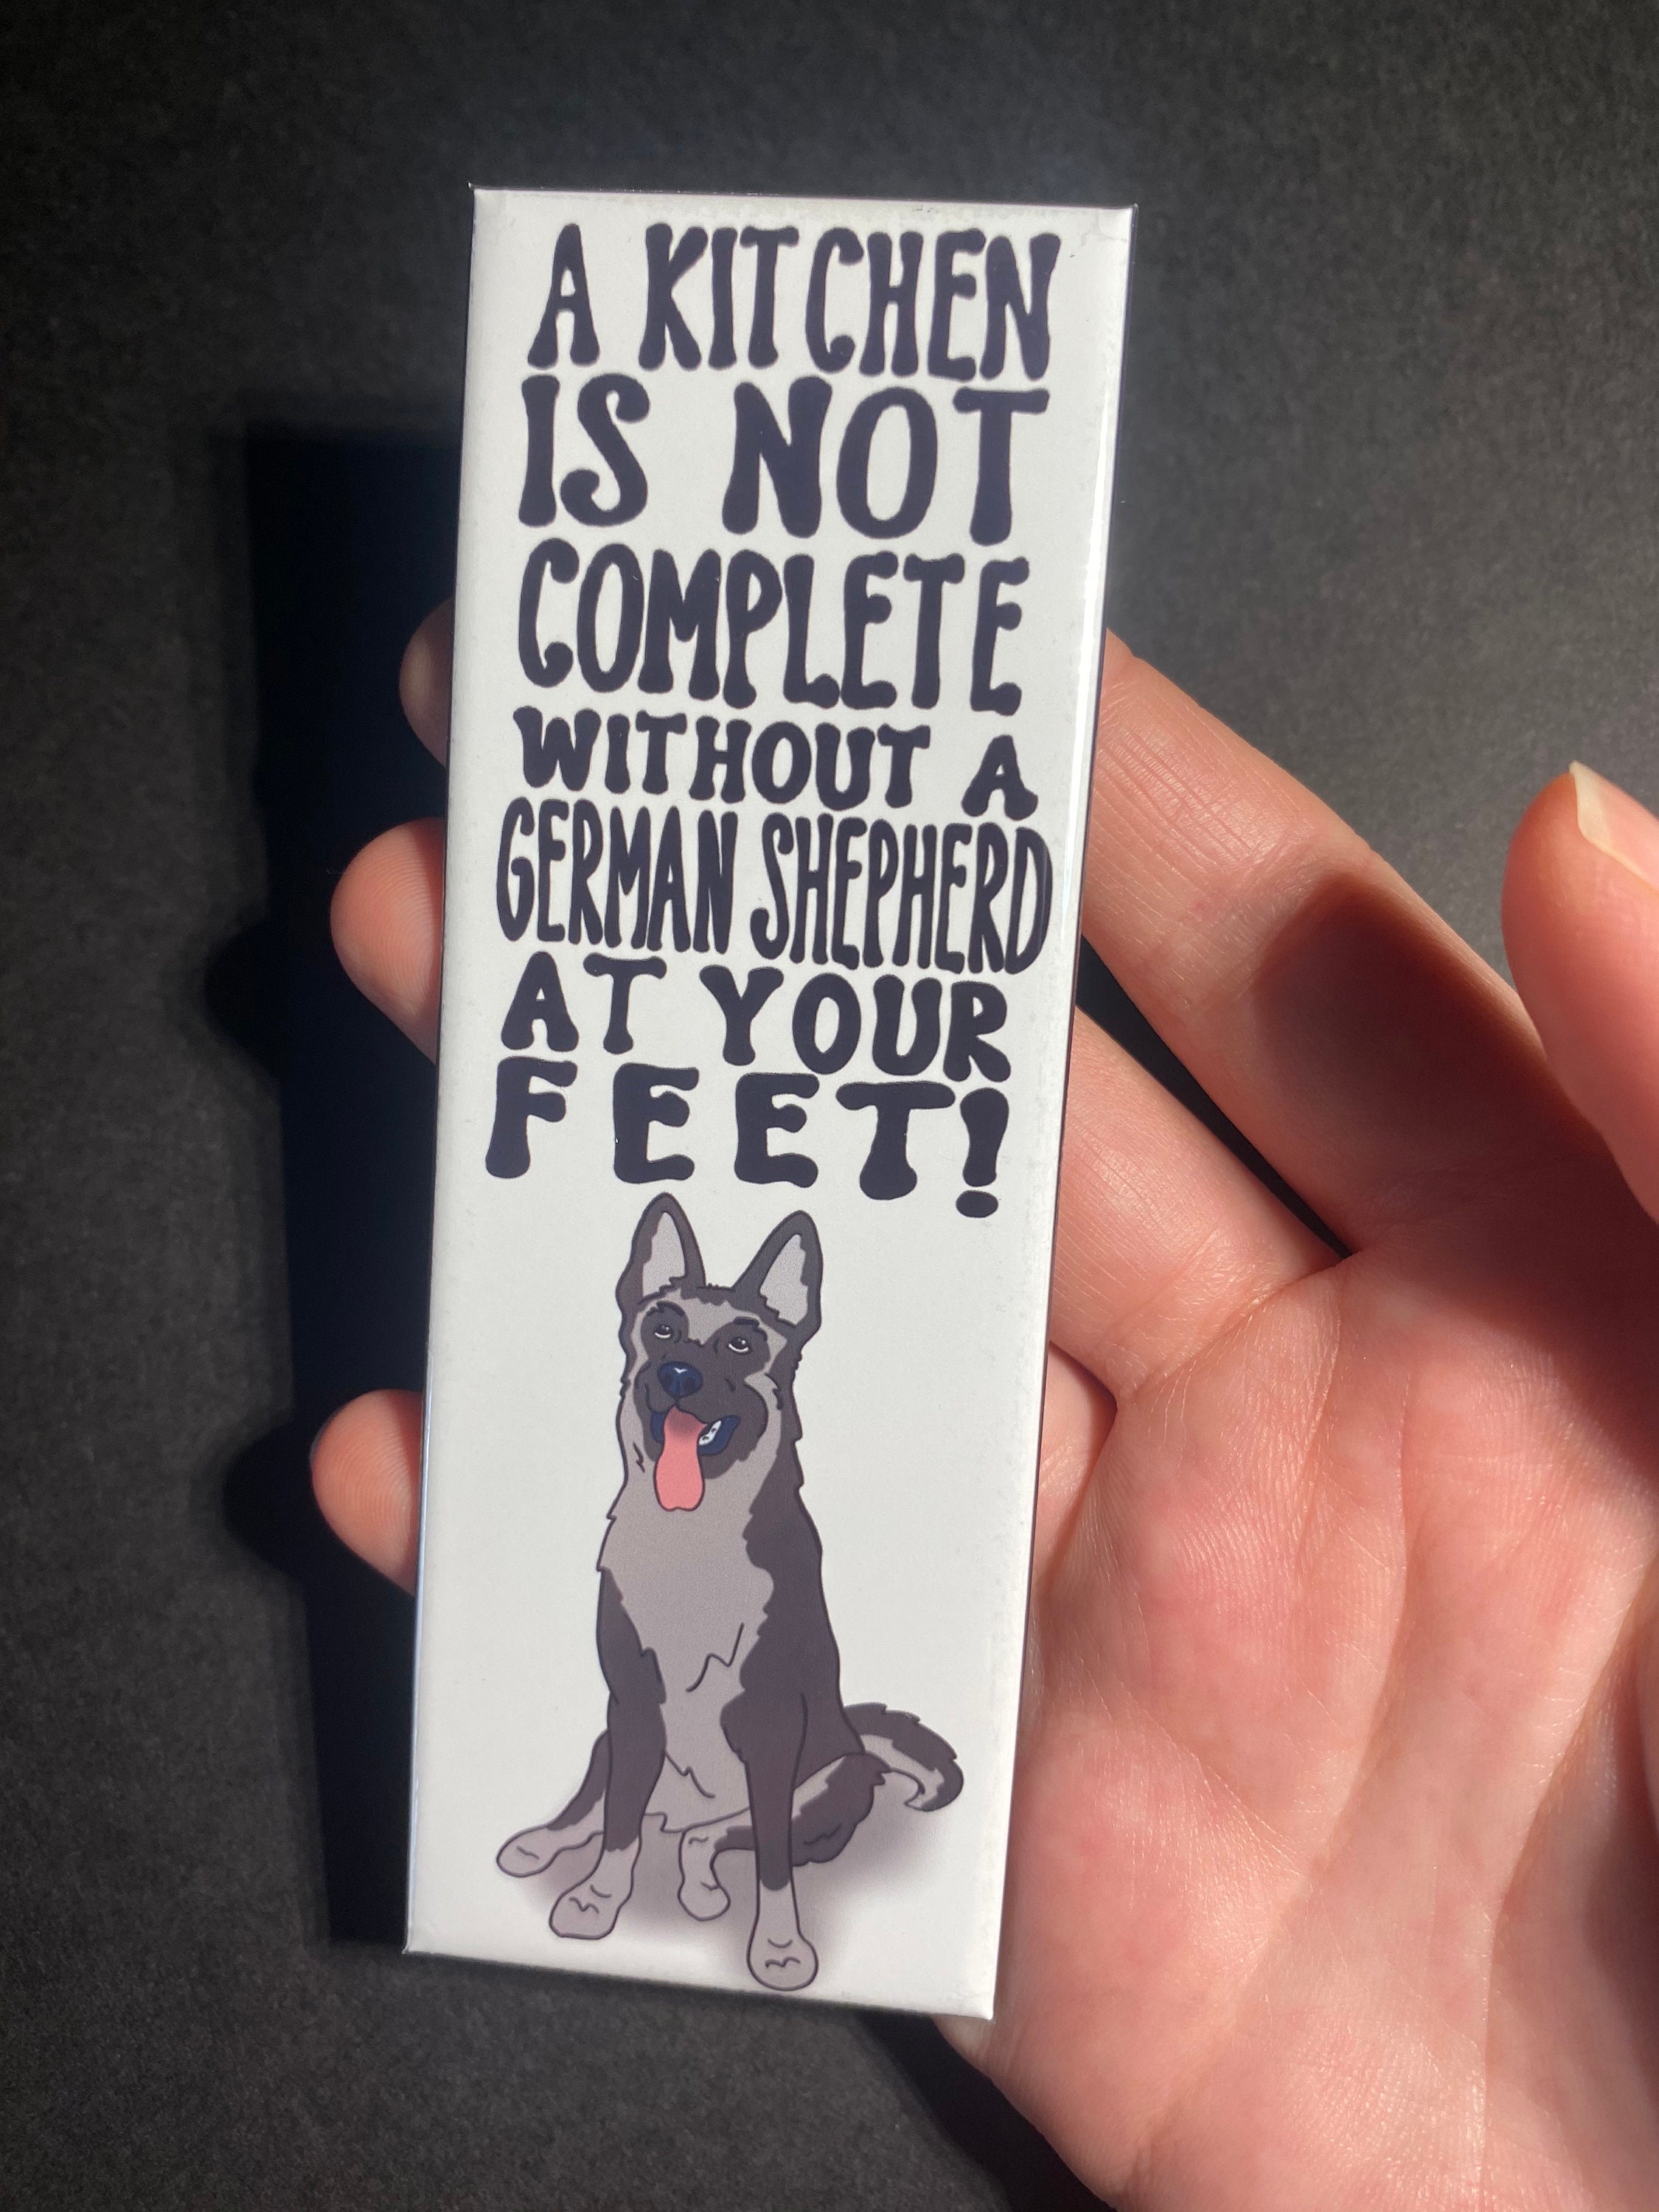 A KITCHEN
IS NOT
COMPLETE
WITHOUT A
GERMAN SHEPHERD
AT YOUR
FEET!